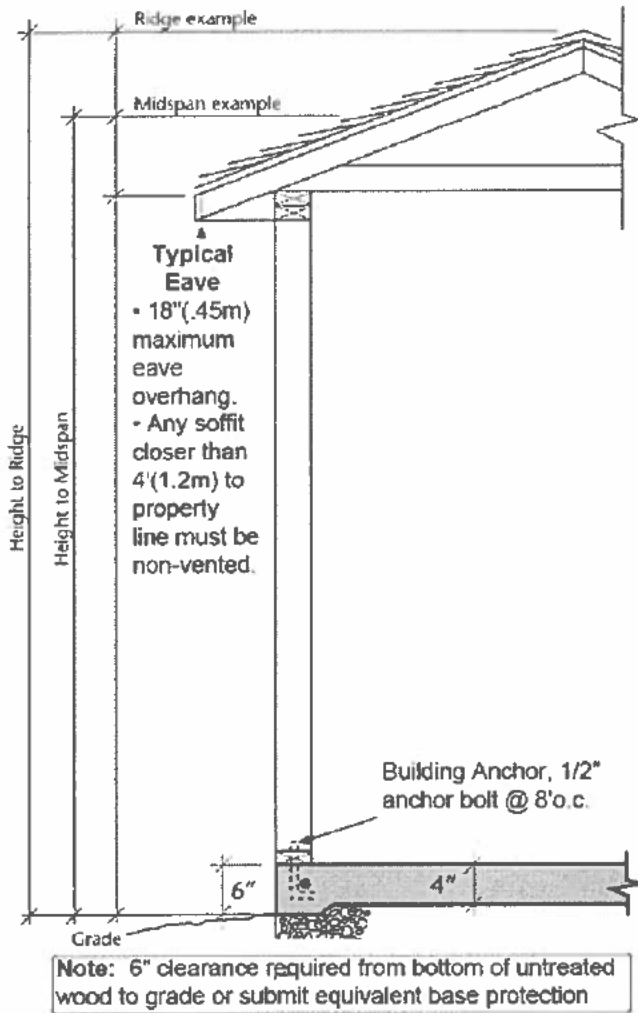 Ridge example
Midspan example
Typical
Eave
• 18"(.45m)
maximum
eave
overhang.
• Any soffit
closer than
4'(1.2m) to
property
line must be
non-vented.
Height to Ridge
Height to Midspan
Building Anchor, 1/2"
anchor bolt @ 8'o.c.
6"
4"
Grade
Note: 6" clearance required from bottom of untreated
wood to grade or submit equivalent base protection